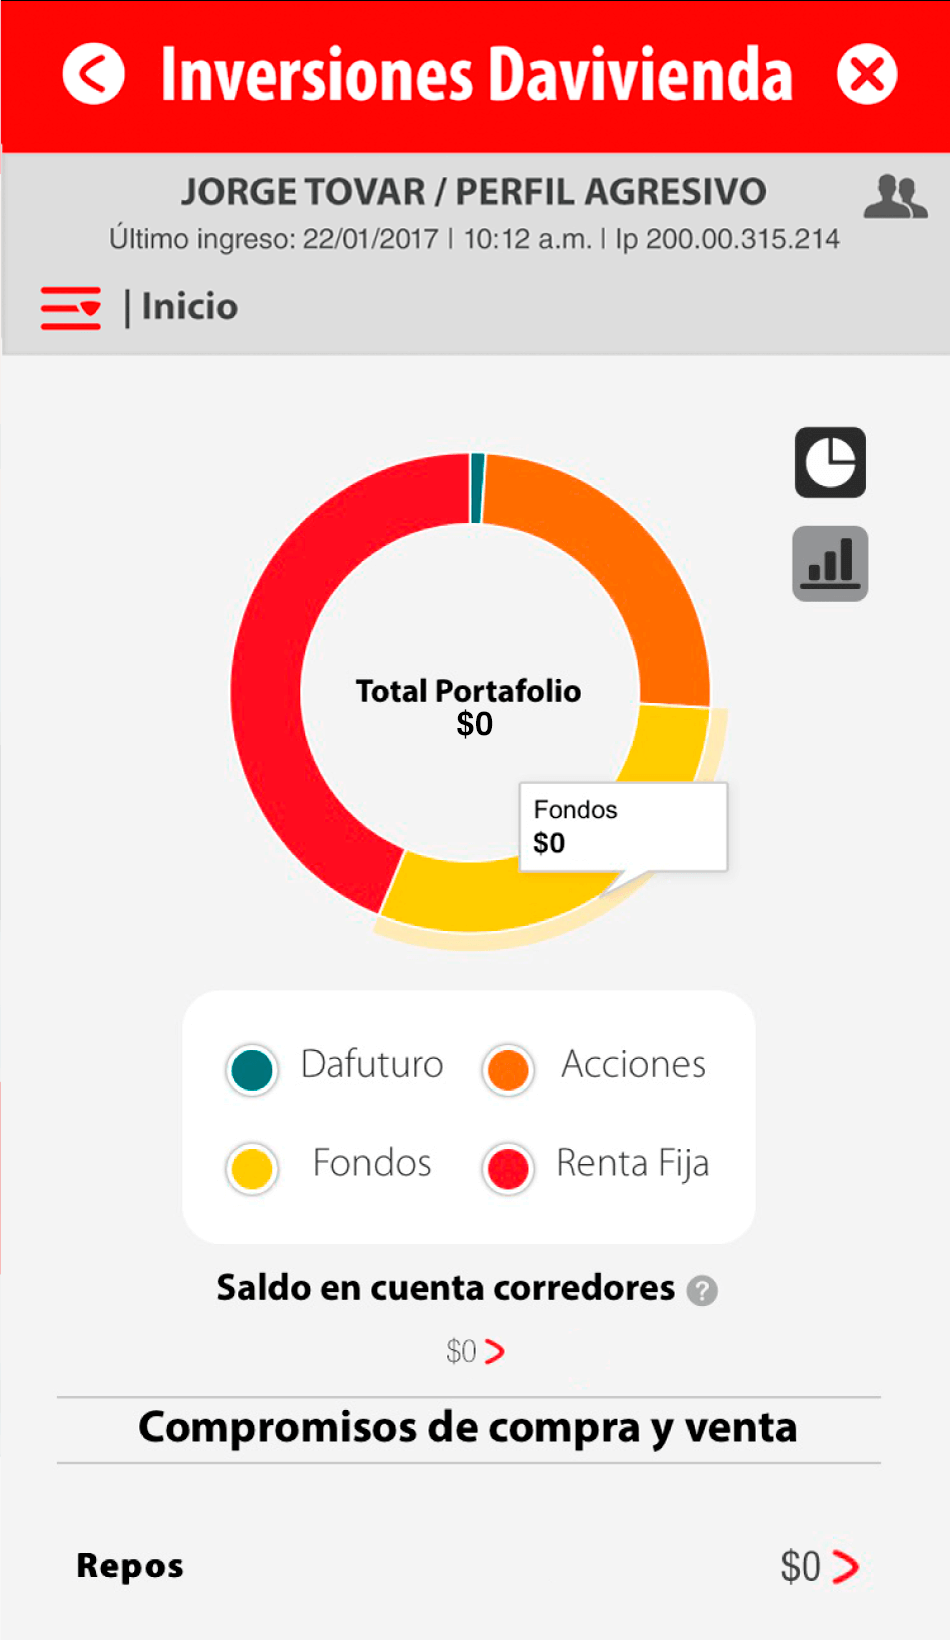 Inversiones Davivienda
JORGE TOVAR / PERFIL AGRESIVO
Último ingreso: 22/01/2017 | 10:12 a.m. | Ip 200.00.315.214
| Inicio
Total Portafolio
$0
Fondos
$0
Dafuturo
Acciones
Fondos
Renta Fija
Saldo en cuenta corredores ?
$0 >
Compromisos de compra y venta
Repos $0 >